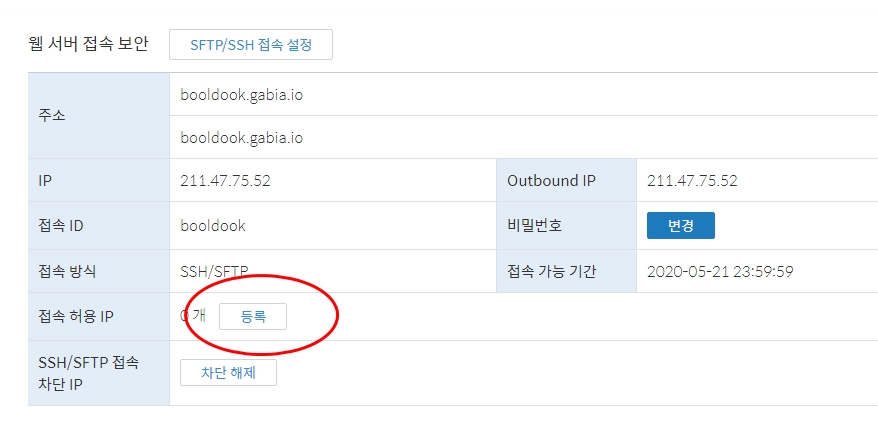 웹 서버 접속 보안 SFTP/SSH 접속 설정
주소 booldook.gabia.io
booldook.gabia.io
IP 211.47.75.52 Outbound IP 211.47.75.52
접속 ID booldook 비밀번호 변경
접속 방식 SSH/SFTP 접속 가능 기간 2020-05-21 23:59:59
접속 허용 IP 0 개 등록
SSH/SFTP 접속
차단 IP 차단 해제